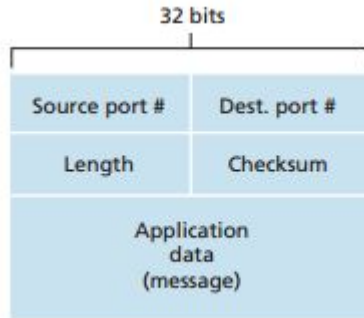 32 bits
Source port #
Dest. port #
Length
Checksum
Application
data
(message)